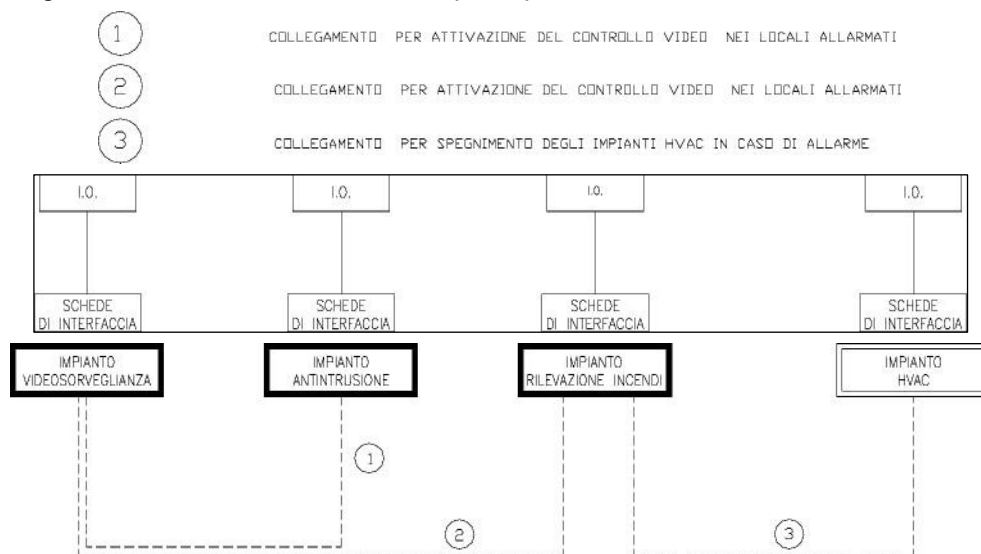 1 COLLEGAMENTO PER ATTIVAZIONE DEL CONTROLLO VIDEO NEI LOCALI ALLARMATI
2 COLLEGAMENTO PER ATTIVAZIONE DEL CONTROLLO VIDEO NEI LOCALI ALLARMATI
3 COLLEGAMENTO PER SPEGNIMENTO DEGLI IMPIANTI HVAC IN CASO DI ALLARME
I.O. I.O. I.O. I.O.
SCHEDE SCHEDE SCHEDE SCHEDE
DI INTERFACCIA DI INTERFACCIA DI INTERFACCIA DI INTERFACCIA
IMPIANTO IMPIANTO IMPIANTO IMPIANTO
VIDEOSORVEGLIANZA ANTINTRUSIONE RILEVAZIONE INCENDI HVAC
1
2 3